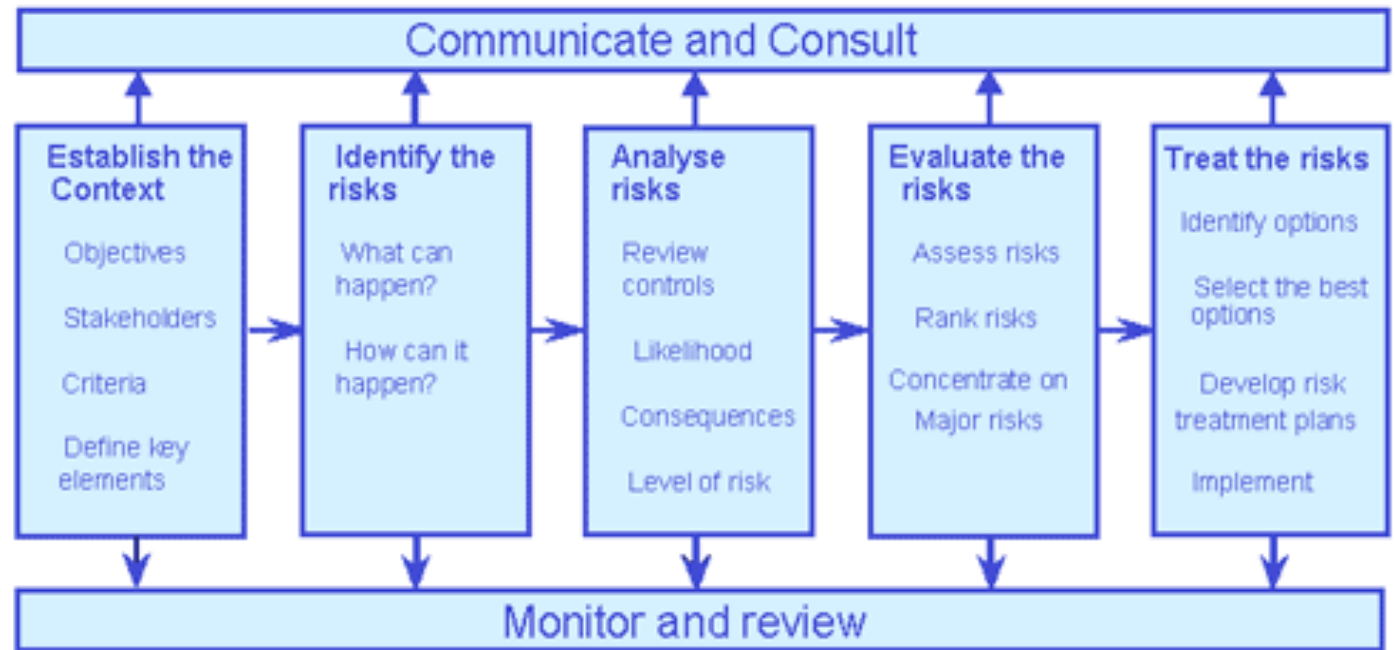 Communicate and Consult
Establish the
Context
Objectives
Stakeholders
Criteria
Define key
elements
Identify the
risks
What can
happen?
How can it
happen?
Analyse
risks
Review
controls
Likelihood
Consequences
Level of risk
Evaluate the
risks
Assess risks
Rank risks
Concentrate on
Major risks
Treat the risks
Identify options
Select the best
options
Develop risk
treatment plans
Implement
Monitor and review